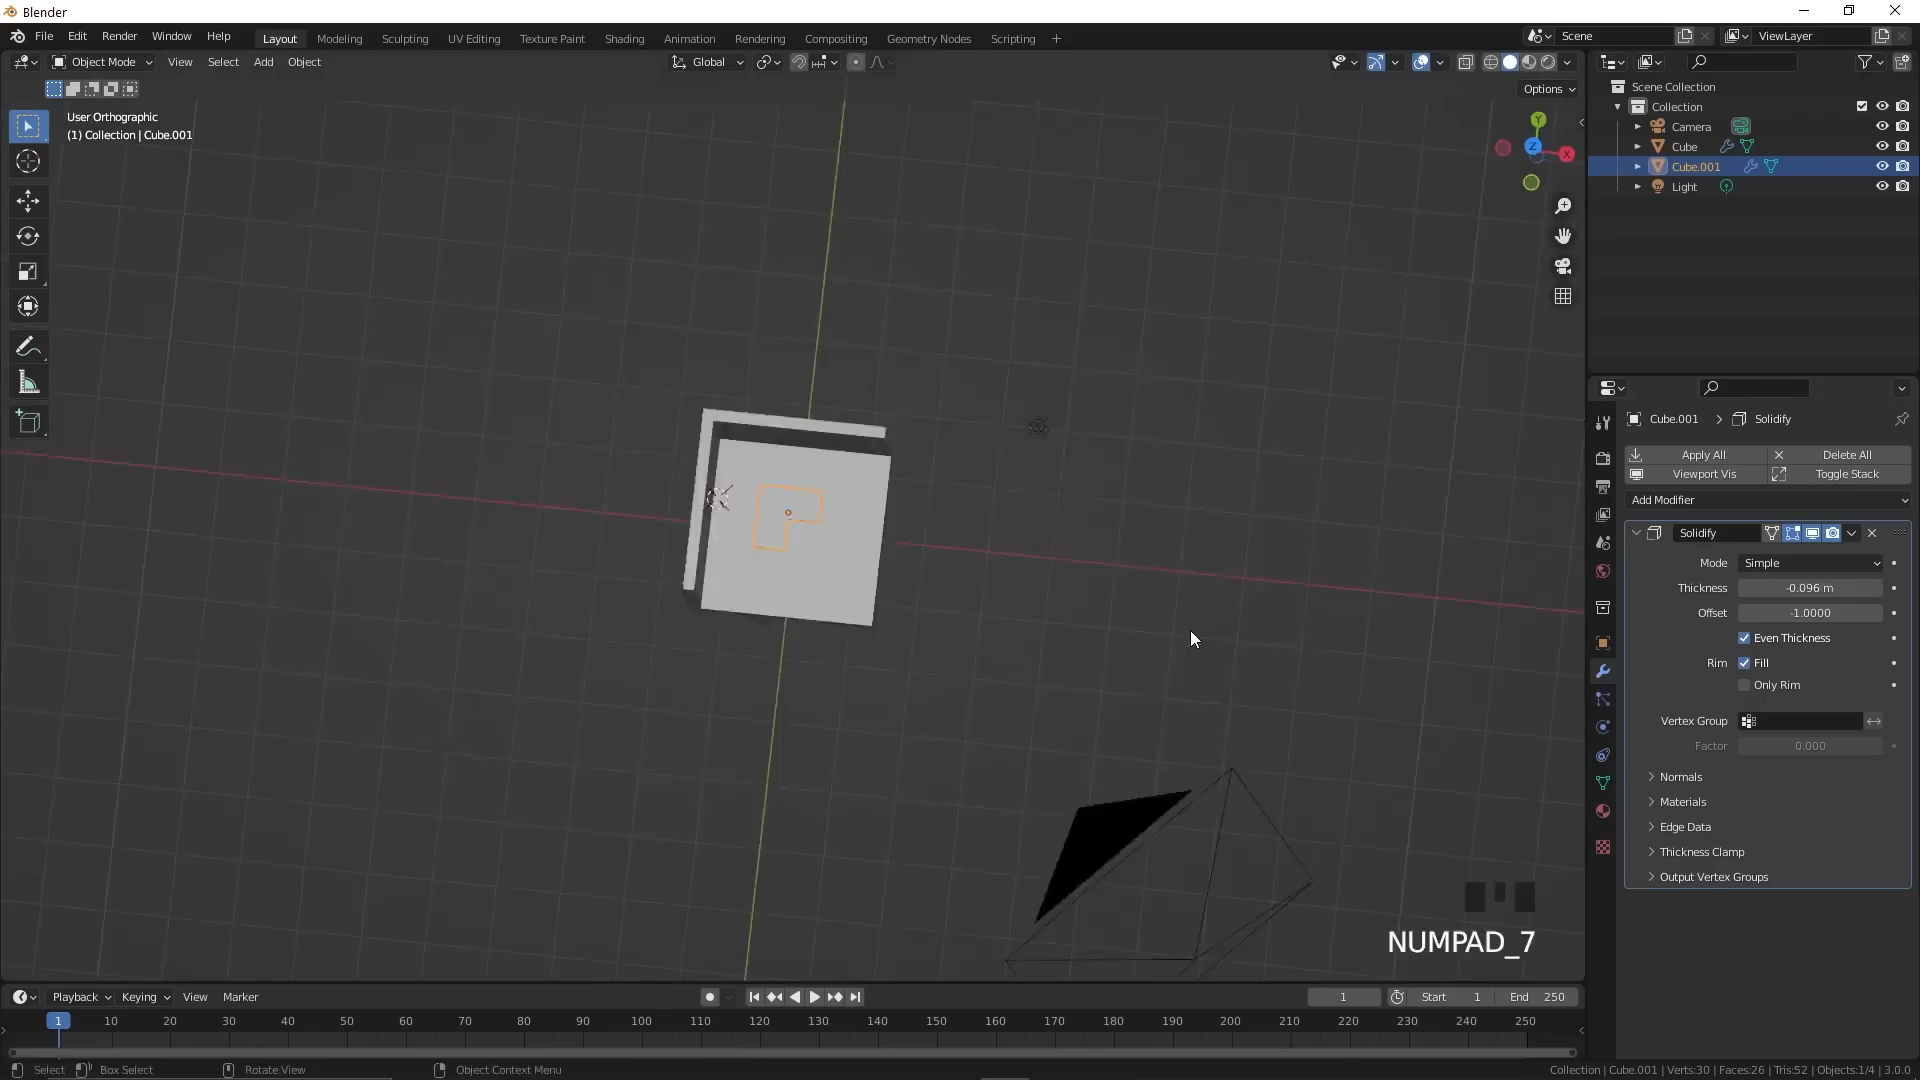 Blender
File Edit Render Window Help
Layout Modeling Sculpting UV Editing Texture Paint Shading Animation Rendering Compositing Geometry Nodes Scripting +
Scene
ViewLayer
Object Mode View Select Add Object
Global
Options
User Orthographic
(1) Collection | Cube.001
Y
Z
X
Scene Collection
Collection
Camera
Cube
Cube.001
Light
Cube.001 > Solidify
Apply All Delete All
Viewport Vis Toggle Stack
Add Modifier
Solidify
Mode Simple
Thickness -0.096 m
Offset -1.0000
Even Thickness
Rim Fill
Only Rim
Vertex Group
Factor 0.000
Normals
Materials
Edge Data
Thickness Clamp
Output Vertex Groups
NUMPAD_7
Playback Keying View Marker
1 Start 1 End 250
1 10 20 30 40 50 60 70 80 90 100 110 120 130 140 150 160 170 180 190 200 210 220 230 240 250
Select Box Select Rotate View Object Context Menu
Collection | Cube.001 | Verts:30 | Faces:26 | Tris:52 | Objects:1/4 | 3.0.0